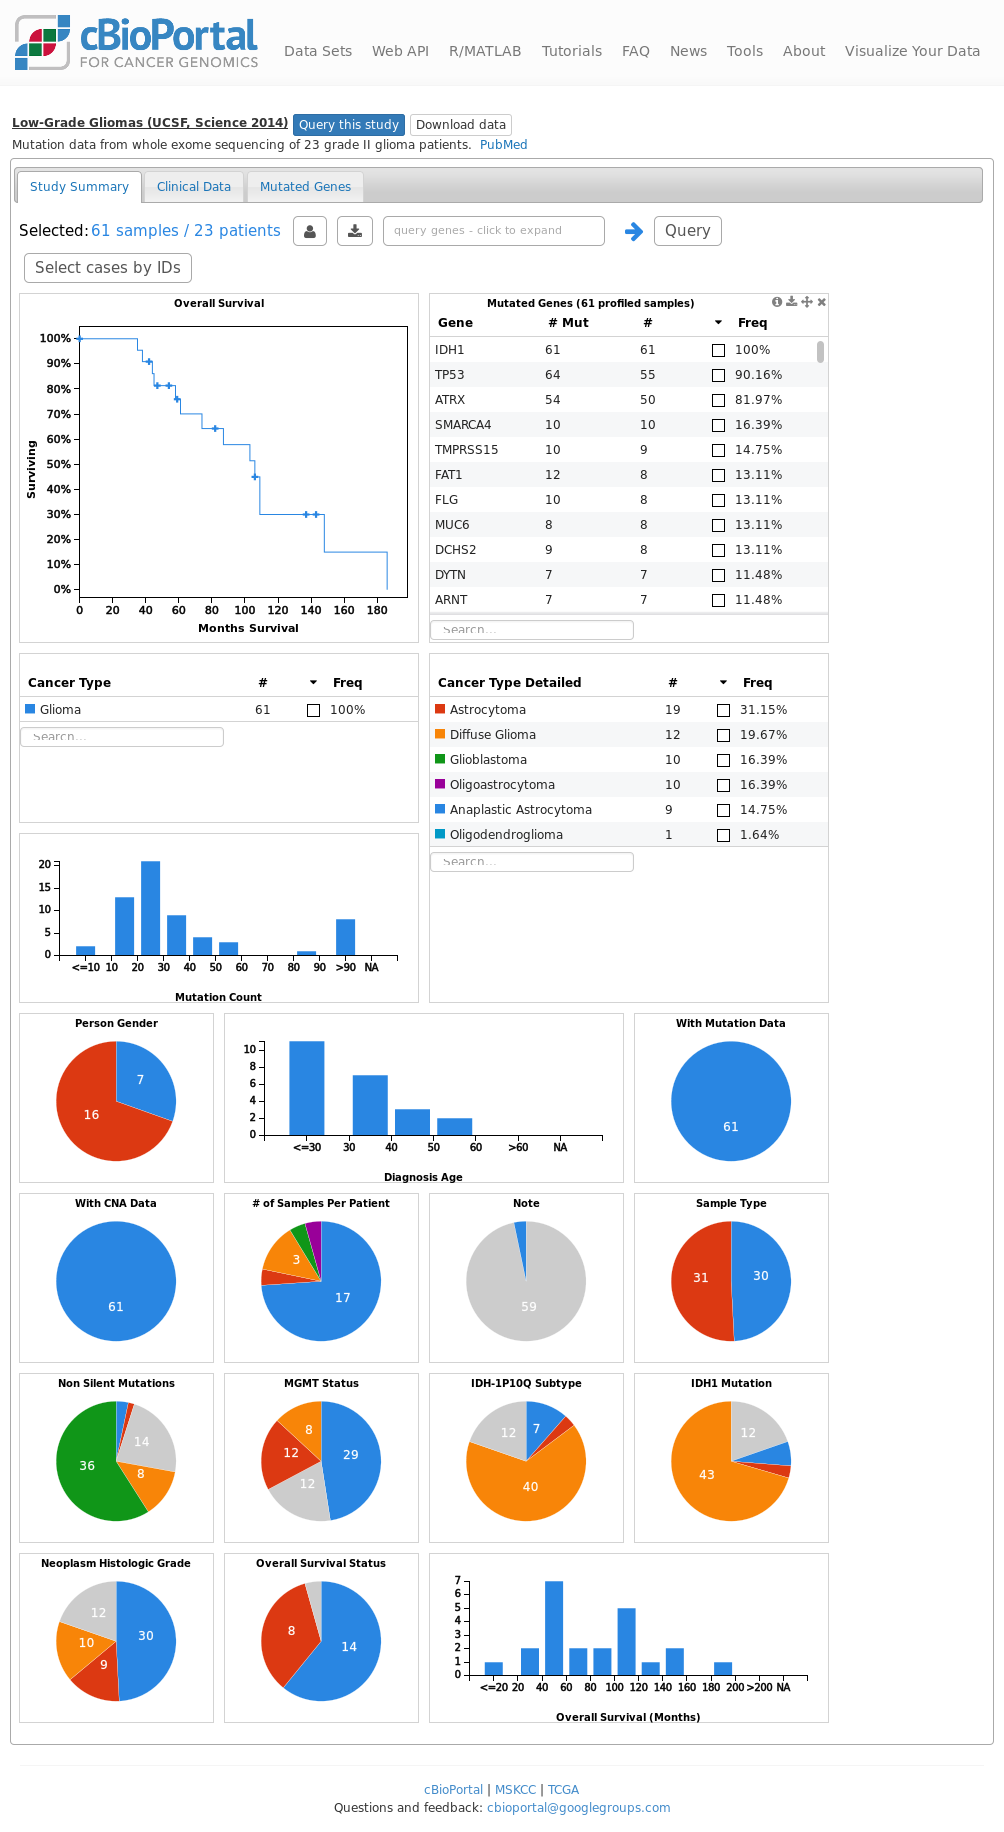 cBioPortal
FOR CANCER GENOMICS
Data Sets Web API R/MATLAB Tutorials FAQ News Tools About Visualize Your Data
Low-Grade Gliomas (UCSF, Science 2014) Query this study Download data
Mutation data from whole exome sequencing of 23 grade II glioma patients. PubMed
Study Summary Clinical Data Mutated Genes
Selected: 61 samples / 23 patients query genes - click to expand Query
Select cases by IDs
Overall Survival
100%
90%
80%
70%
60%
50%
40%
30%
20%
10%
0%
Surviving
0 20 40 60 80 100 120 140 160 180
Months Survival
Mutated Genes (61 profiled samples)
Gene # Mut # Freq
IDH1 61 61 100%
TP53 64 55 90.16%
ATRX 54 50 81.97%
SMARCA4 10 10 16.39%
TMPRSS15 10 9 14.75%
FAT1 12 8 13.11%
FLG 10 8 13.11%
MUC6 8 8 13.11%
DCHS2 9 8 13.11%
DYTN 7 7 11.48%
ARNT 7 7 11.48%
Search...
Cancer Type # Freq
Glioma 61 100%
Search...
Cancer Type Detailed # Freq
Astrocytoma 19 31.15%
Diffuse Glioma 12 19.67%
Glioblastoma 10 16.39%
Oligoastrocytoma 10 16.39%
Anaplastic Astrocytoma 9 14.75%
Oligodendroglioma 1 1.64%
Search...
20
15
10
5
0
<=10 10 20 30 40 50 60 70 80 90 >90 NA
Mutation Count
Person Gender
7
16
10
8
6
4
2
0
<=30 30 40 50 60 >60 NA
Diagnosis Age
With Mutation Data
61
With CNA Data
61
# of Samples Per Patient
3
17
Note
59
Sample Type
31 30
Non Silent Mutations
14
36
8
MGMT Status
8
12 29
12
IDH-1P10Q Subtype
12 7
40
IDH1 Mutation
12
43
Neoplasm Histologic Grade
12
30
10
9
Overall Survival Status
8
14
7
6
5
4
3
2
1
0
<=20 20 40 60 80 100 120 140 160 180 200 >200 NA
Overall Survival (Months)
cBioPortal | MSKCC | TCGA
Questions and feedback: cbioportal@googlegroups.com